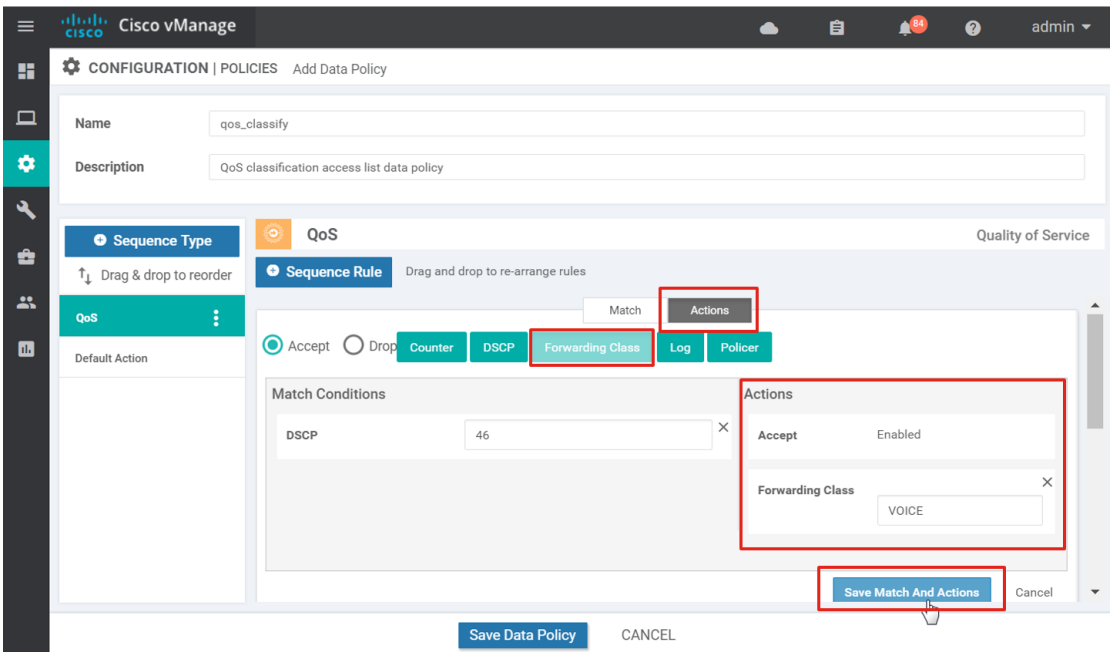 cisco Cisco vManage 84 admin
CONFIGURATION | POLICIES Add Data Policy
Name qos_classify
Description QoS classification access list data policy
Sequence Type
Drag & drop to reorder
QoS
Default Action
QoS Quality of Service
Sequence Rule Drag and drop to re-arrange rules
Match Actions
Accept Drop Counter DSCP Forwarding Class Log Policer
Match Conditions
DSCP 46
Actions
Accept Enabled
Forwarding Class
VOICE
Save Match And Actions Cancel
Save Data Policy CANCEL